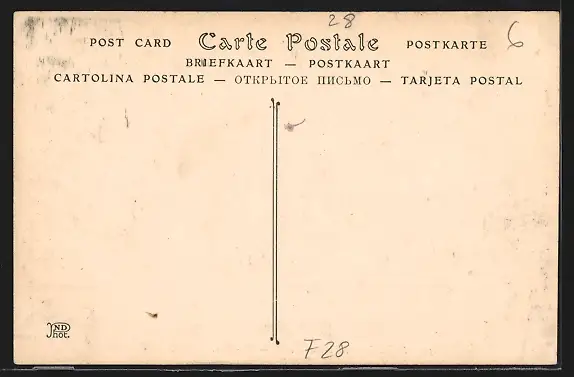 28
POST CARD Carte Postale POSTKARTE 6
BRIEFKAART — POSTKAART
CARTOLINA POSTALE — ОТКРЫТОЕ ПИСЬМО — TARJETA POSTAL
ND
Phot.
F28